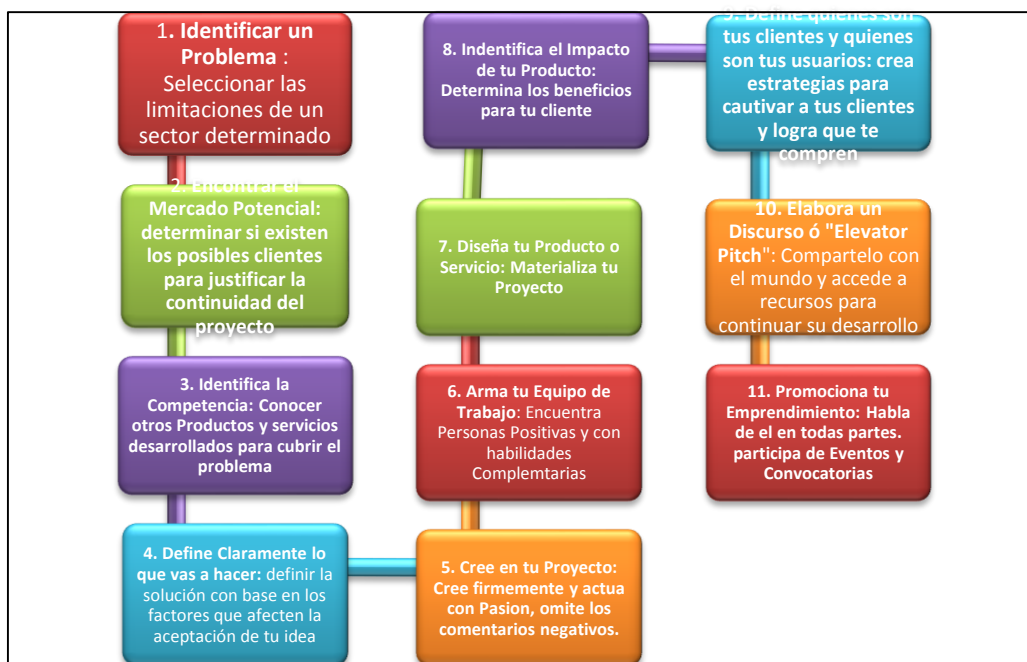 1. Identificar un
Problema :
Seleccionar las
limitaciones de un
sector determinado
2. Encontrar el
Mercado Potencial:
determinar si existen
los posibles clientes
para justificar la
continuidad del
proyecto
3. Identifica la
Competencia: Conocer
otros Productos y servicios
desarrollados para cubrir el
problema
4. Define Claramente lo
que vas a hacer: definir la
solución con base en los
factores que afecten la
aceptación de tu idea
5. Cree en tu Proyecto:
Cree firmemente y actua
con Pasion, omite los
comentarios negativos.
6. Arma tu Equipo de
Trabajo: Encuentra
Personas Positivas y con
habilidades
Complemtarias
7. Diseña tu Producto o
Servicio: Materializa tu
Proyecto
8. Indentifica el Impacto
de tu Producto:
Determina los beneficios
para tu cliente
9. Define quienes son
tus clientes y quienes
son tus usuarios: crea
estrategias para
cautivar a tus clientes
y logra que te
compren
10. Elabora un
Discurso ó "Elevator
Pitch": Compartelo con
el mundo y accede a
recursos para
continuar su desarrollo
11. Promociona tu
Emprendimiento: Habla
de el en todas partes.
participa de Eventos y
Convocatorias